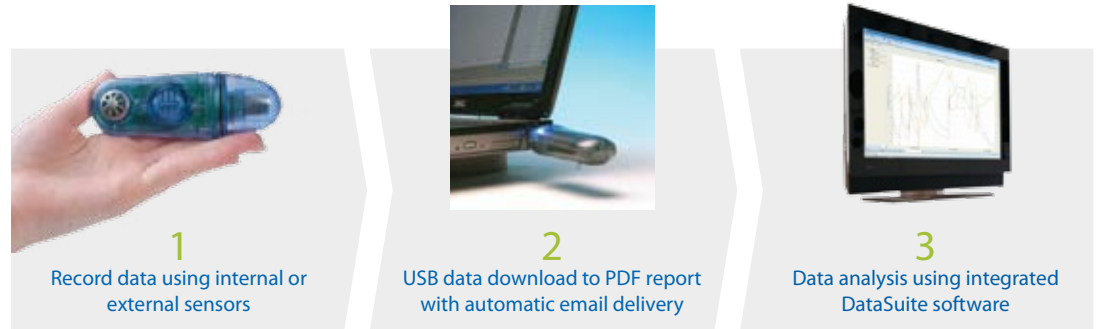 1
Record data using internal or
external sensors
2
USB data download to PDF report
with automatic email delivery
3
Data analysis using integrated
DataSuite software